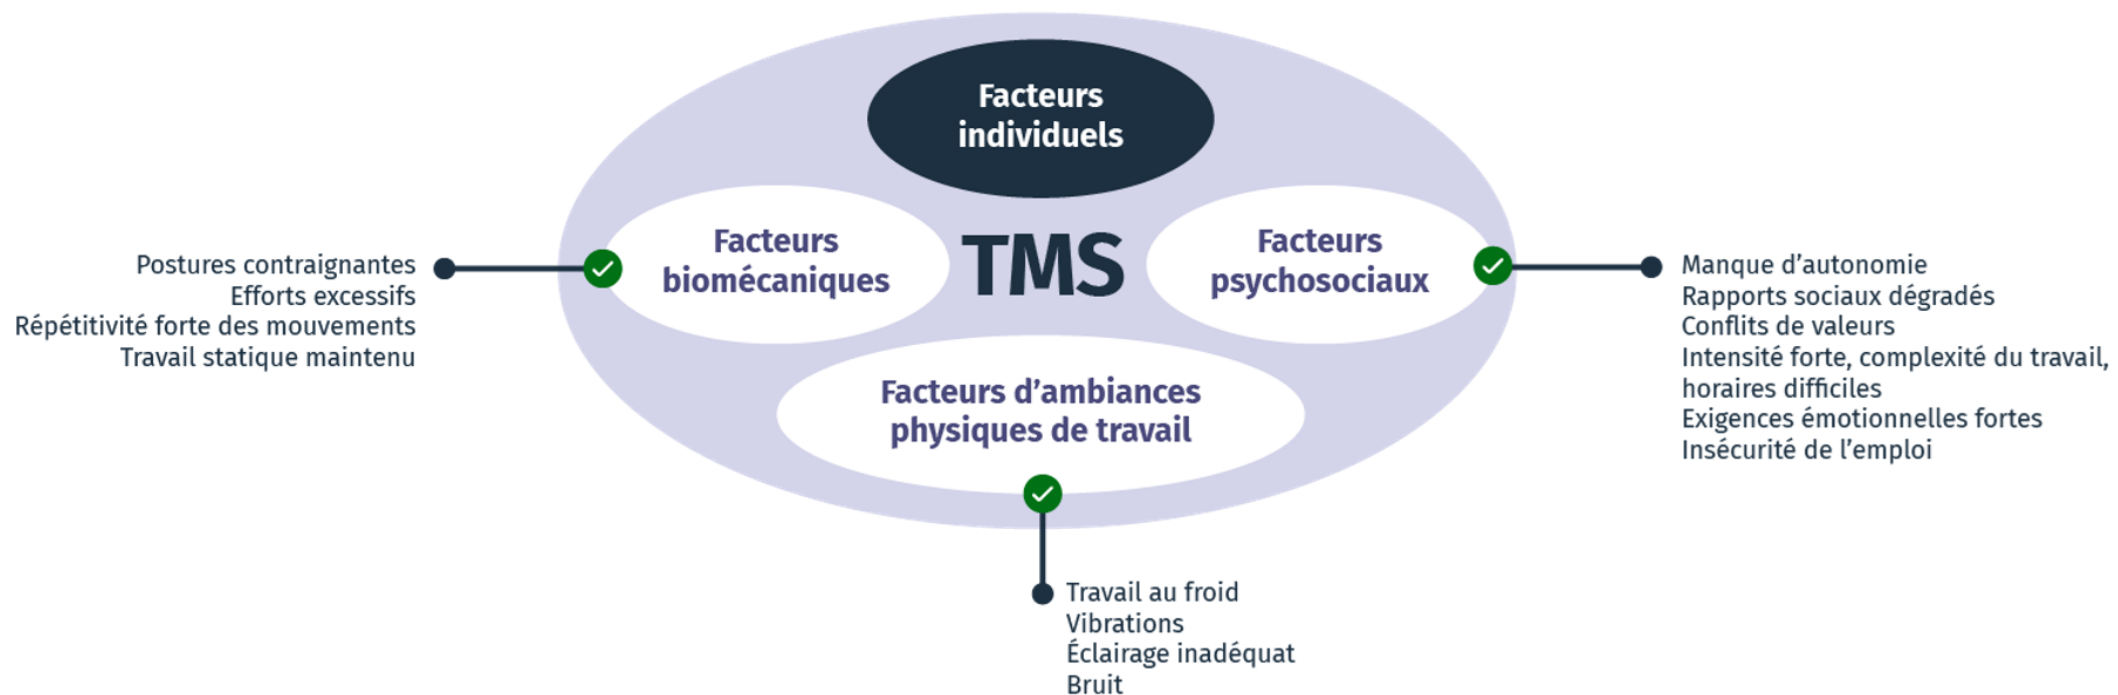 Facteurs
individuels
Facteurs
biomécaniques
TMS
Facteurs
psychosociaux
Facteurs d’ambiances
physiques de travail
Postures contraignantes
Efforts excessifs
Répétitivité forte des mouvements
Travail statique maintenu
Manque d’autonomie
Rapports sociaux dégradés
Conflits de valeurs
Intensité forte, complexité du travail,
horaires difficiles
Exigences émotionnelles fortes
Insécurité de l’emploi
Travail au froid
Vibrations
Éclairage inadéquat
Bruit